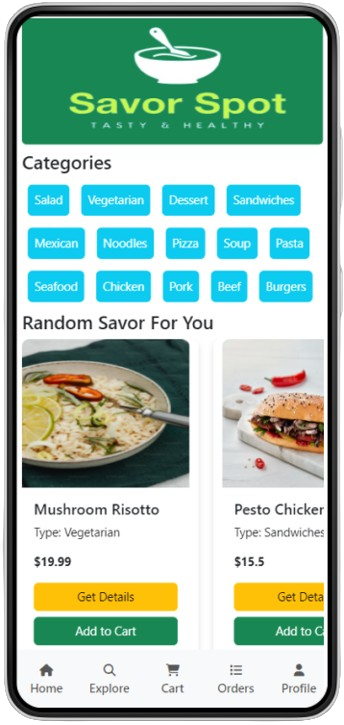 Savor Spot
TASTY & HEALTHY
Categories
Salad Vegetarian Dessert Sandwiches
Mexican Noodles Pizza Soup Pasta
Seafood Chicken Pork Beef Burgers
Random Savor For You
Mushroom Risotto
Type: Vegetarian
$19.99
Get Details
Add to Cart
Pesto Chicken
Type: Sandwiches
$15.5
Get Deta
Add to Ca
Home Explore Cart Orders Profile